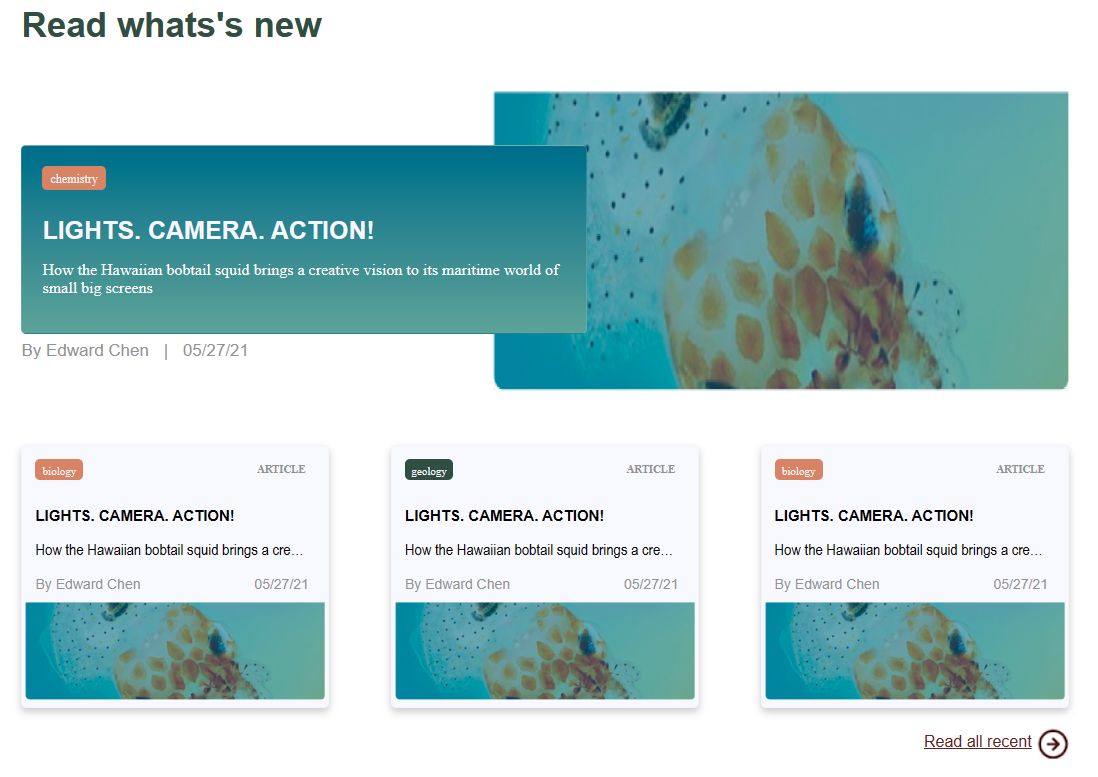 Read whats's new
chemistry
LIGHTS. CAMERA. ACTION!
How the Hawaiian bobtail squid brings a creative vision to its maritime world of
small big screens
By Edward Chen | 05/27/21
biology ARTICLE
LIGHTS. CAMERA. ACTION!
How the Hawaiian bobtail squid brings a cre...
By Edward Chen 05/27/21
geology ARTICLE
LIGHTS. CAMERA. ACTION!
How the Hawaiian bobtail squid brings a cre...
By Edward Chen 05/27/21
biology ARTICLE
LIGHTS. CAMERA. ACTION!
How the Hawaiian bobtail squid brings a cre...
By Edward Chen 05/27/21
Read all recent